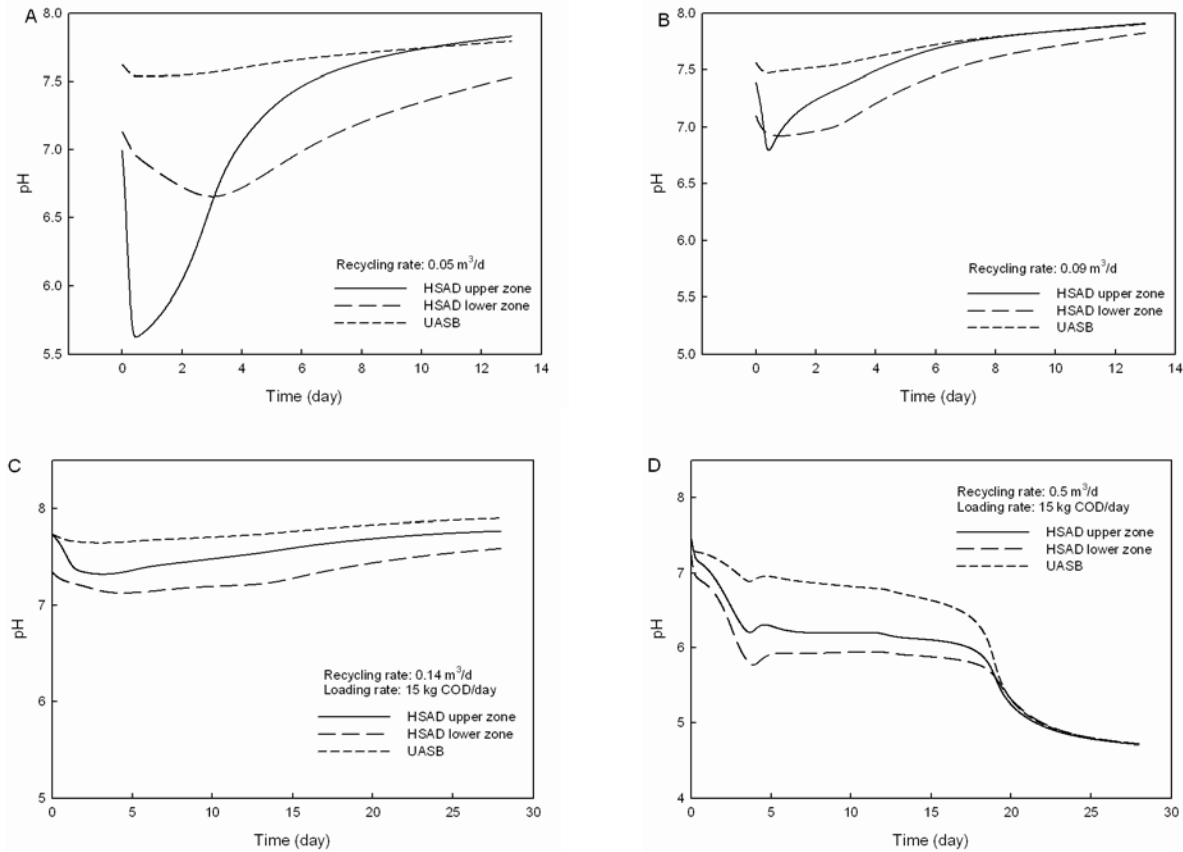 A
8.0
7.5
7.0
6.5
6.0
5.5
pH
0 2 4 6 8 10 12 14
Time (day)
Recycling rate: 0.05 m³/d
HSAD upper zone
HSAD lower zone
UASB
B
8.0
7.5
7.0
6.5
6.0
5.5
5.0
pH
0 2 4 6 8 10 12 14
Time (day)
Recycling rate: 0.09 m³/d
HSAD upper zone
HSAD lower zone
UASB
C
8
7
6
5
pH
0 5 10 15 20 25 30
Time (day)
Recycling rate: 0.14 m³/d
Loading rate: 15 kg COD/day
HSAD upper zone
HSAD lower zone
UASB
D
8
7
6
5
4
pH
0 5 10 15 20 25 30
Time (day)
Recycling rate: 0.5 m³/d
Loading rate: 15 kg COD/day
HSAD upper zone
HSAD lower zone
UASB